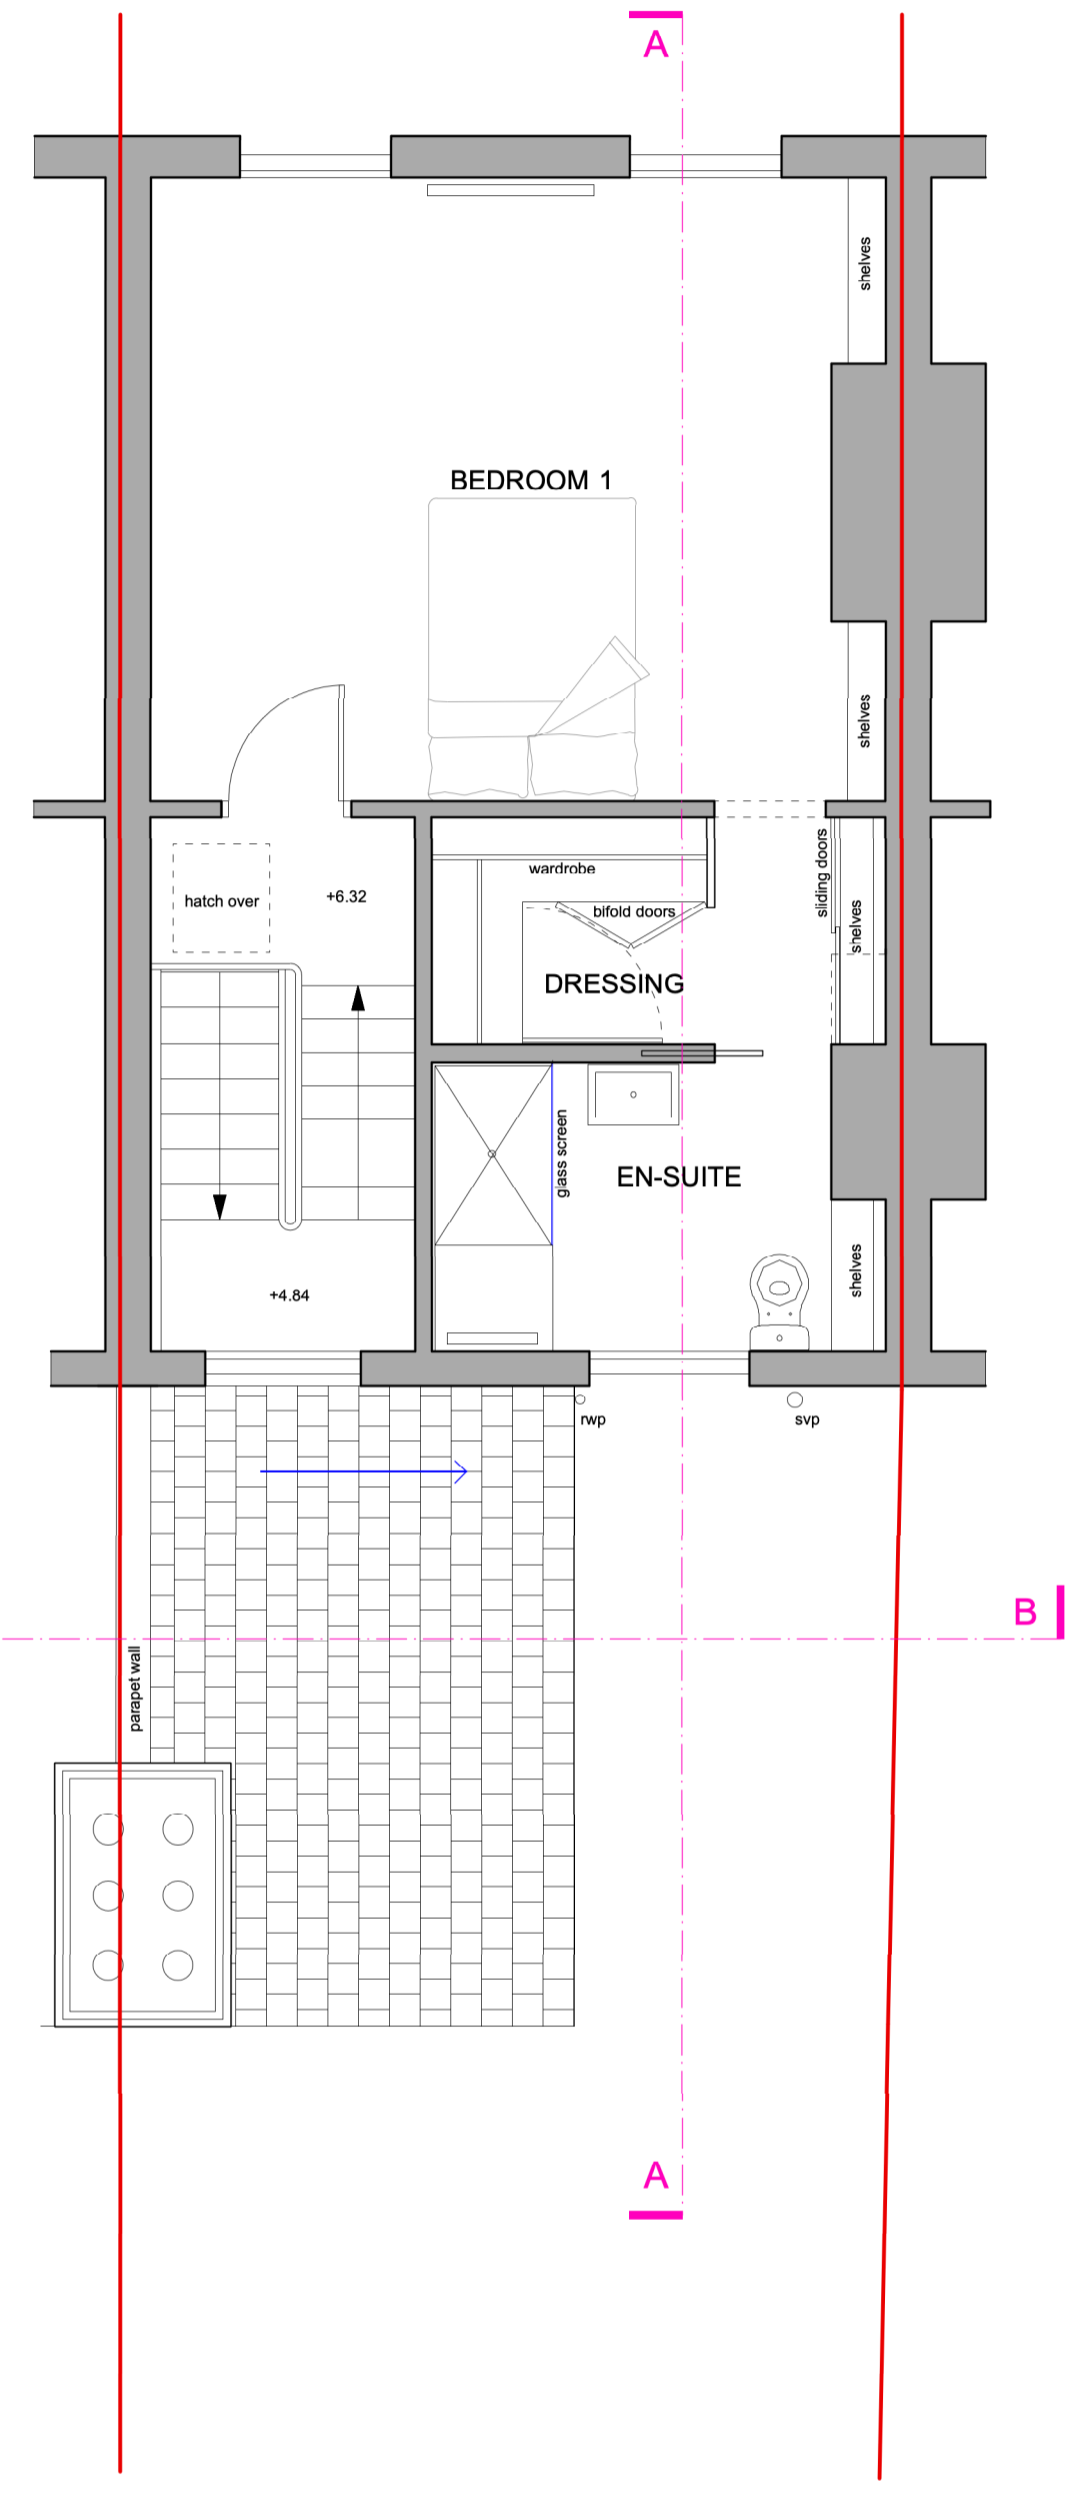 A
shelves
BEDROOM 1
shelves
wardrobe
sliding doors
hatch over
+6.32
bifold doors
shelves
DRESSING
glass screen
EN-SUITE
+4.84
shelves
rwp
svp
B
parapet wall
A